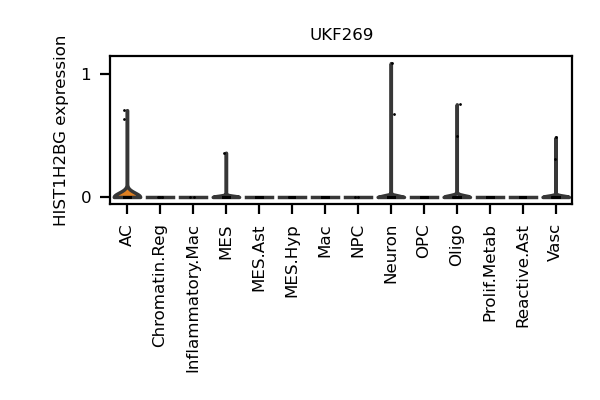 UKF269
HIST1H2BG expression
1
0
AC
Chromatin.Reg
Inflammatory.Mac
MES
MES.Ast
MES.Hyp
Mac
NPC
Neuron
OPC
Oligo
Prolif.Metab
Reactive.Ast
Vasc